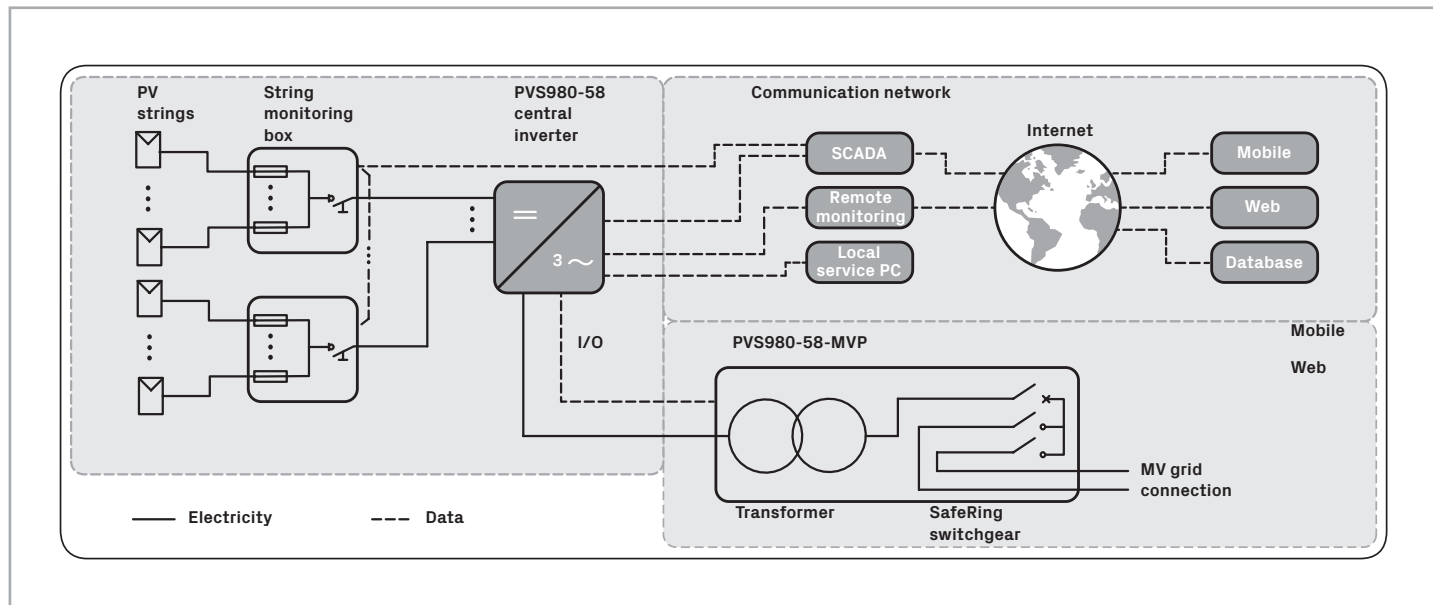 PV
strings
String
monitoring
box
PVS980-58
central
inverter
Communication network
SCADA
Remote
monitoring
Local
service PC
Internet
Mobile
Web
Database
3
I/O
PVS980-58-MVP
Mobile
Web
MV grid
connection
Transformer
SafeRing
switchgear
Electricity
Data